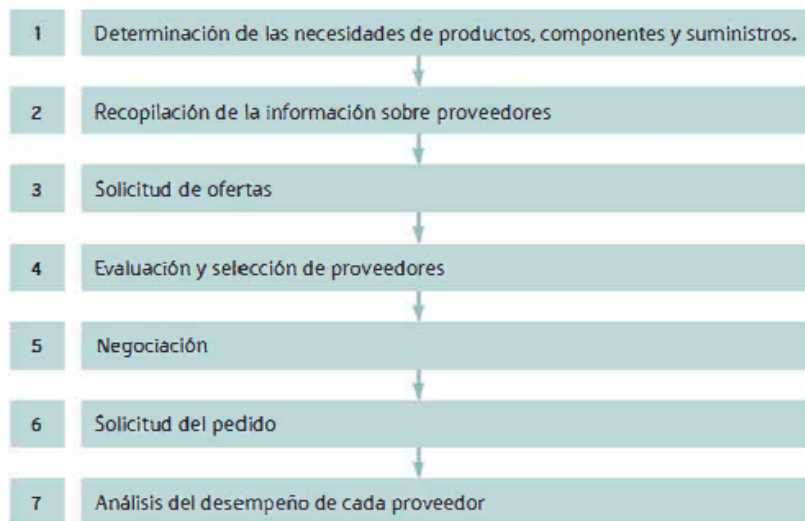 1 Determinación de las necesidades de productos, componentes y suministros.
2 Recopilación de la información sobre proveedores
3 Solicitud de ofertas
4 Evaluación y selección de proveedores
5 Negociación
6 Solicitud del pedido
7 Análisis del desempeño de cada proveedor